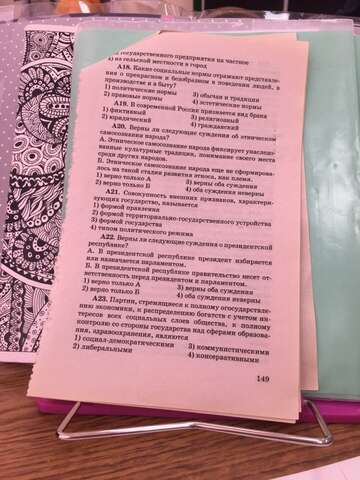 государственного предприятия на частное
4) на сельской местности в город
А18. Какие социальные нормы отражают представле-
ния о прекрасном и безобразном в поведении людей, в
производстве и быту?
1) политические нормы 3) обычаи и традиции
2) правовые нормы 4) эстетические нормы
А19. В современной России признается вид брака
1) фиктивный 3) религиозный
2) юридический 4) гражданский
А20. Верны ли следующие суждения об этническом
самосознании народа?
А. Этническое самосознание народа фиксирует унаследо-
ванные культурные традиции, понимание своего места
среди других народов.
Б. Этническое самосознание народа еще не сформирова-
лось на такой стадии развития этноса, как племя.
1) верно только А 3) верны оба суждения
2) верно только Б 4) оба суждения неверны
А21. Совокупность внешних признаков, характери-
зующих государство, называется
1) формой правления
2) формой территориально-государственного устройства
3) формой государства
4) типом политического режима
А22. Верны ли следующие суждения о президентской
республике?
А. В президентской республике президент избирается
или назначается парламентом.
Б. В президентской республике правительство несет от-
ветственность перед президентом и парламентом.
1) верно только А 3) верны оба суждения
2) верно только Б 4) оба суждения неверны
А23. Партии, стремящиеся к полному огосударствле-
нию экономики, к распределению богатств с учетом ин-
тересов всех социальных слоев общества, к полному
контролю со стороны государства над сферами образова-
ния, здравоохранения, являются
1) социал-демократическими 3) коммунистическими
2) либеральными 4) консервативными
149